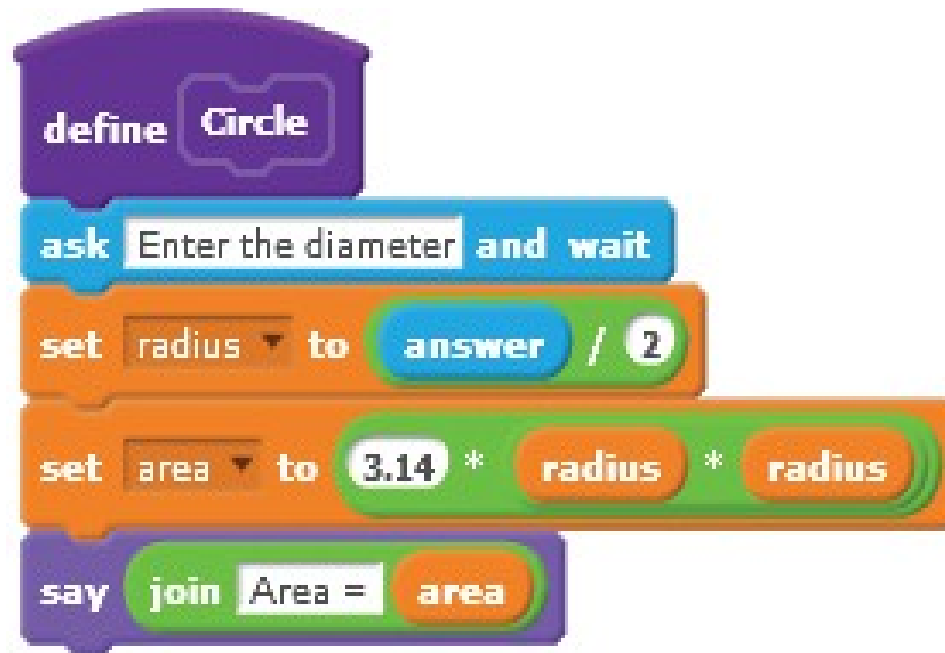 define Circle
ask Enter the diameter and wait
set radius to answer / 2
set area to 3.14 * radius * radius
say join Area = area